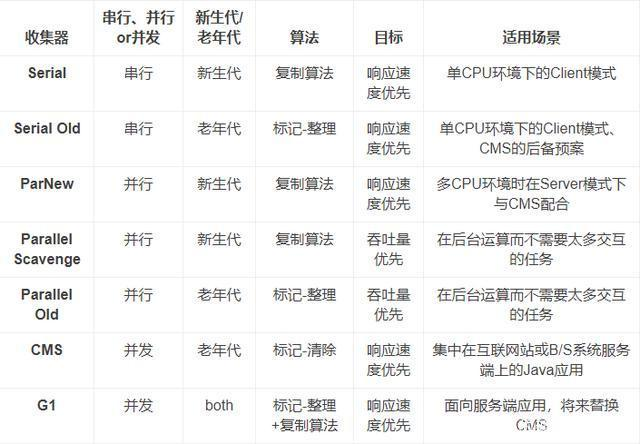 收集器 串行、并行or并发 新生代/老年代 算法 目标 适用场景
Serial 串行 新生代 复制算法 响应速度优先 单CPU环境下的Client模式
Serial Old 串行 老年代 标记-整理 响应速度优先 单CPU环境下的Client模式、CMS的后备预案
ParNew 并行 新生代 复制算法 响应速度优先 多CPU环境时在Server模式下与CMS配合
Parallel Scavenge 并行 新生代 复制算法 吞吐量优先 在后台运算而不需要太多交互的任务
Parallel Old 并行 老年代 标记-整理 吞吐量优先 在后台运算而不需要太多交互的任务
CMS 并发 老年代 标记-清除 响应速度优先 集中在互联网站或B/S系统服务端上的Java应用
G1 并发 both 标记-整理+复制算法 响应速度优先 面向服务端应用，将来替换CMS